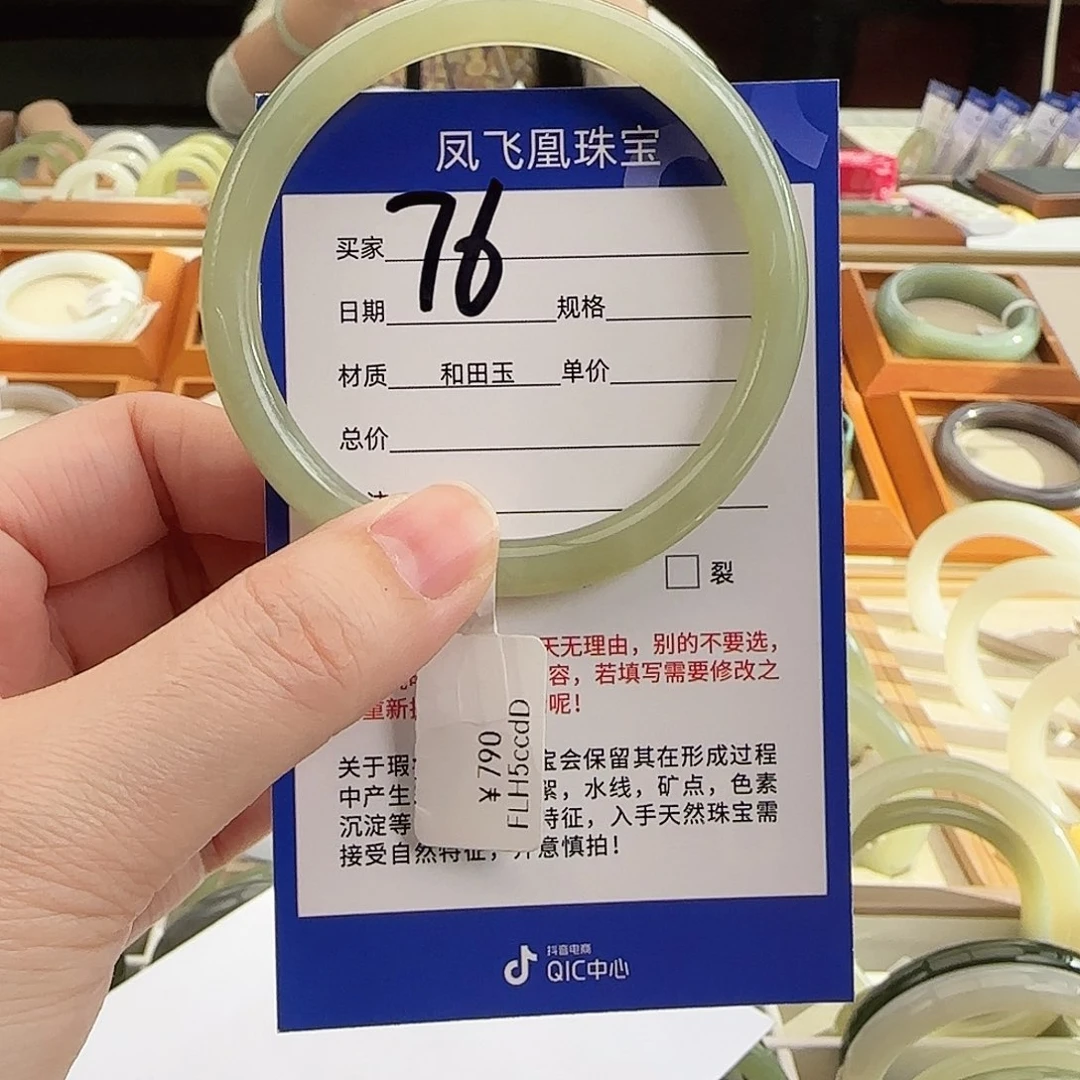 凤飞凰珠宝
76
买家
日期 规格
材质 和田玉 单价
总价
裂
天无理由，别的不要选，
容，若填写需要修改之
重新 呢！
关于瑕 宝会保留其在形成过程
中产生 絮，水线，矿点，色素
沉淀等 特征，入手天然珠宝需
接受自然特征，介意慎拍！
¥790
FLH5ccdD
抖音电商
QIC中心